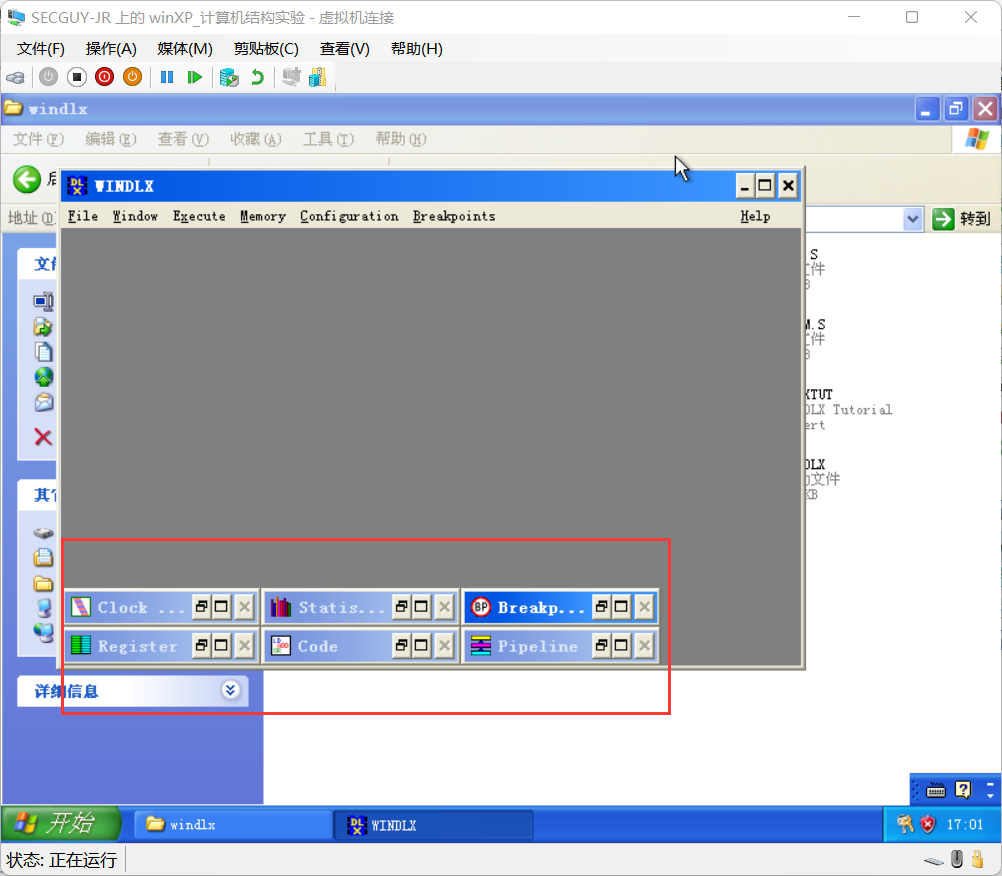 SECGUY-JR 上的 winXP_计算机结构实验 - 虚拟机连接
文件(F) 操作(A) 媒体(M) 剪贴板(C) 查看(V) 帮助(H)
windlx
文件(F) 编辑(E) 查看(V) 收藏(A) 工具(T) 帮助(H)
WINDLX
地址(D) 转到
File Window Execute Memory Configuration Breakpoints Help
S
文件
M.S
XTUT
DLX Tutorial
ert
DLX
文件
KB
Clock ... Statis... Breakp...
Register Code Pipeline
详细信息
开始 windlx WINDLX 17:01
状态: 正在运行